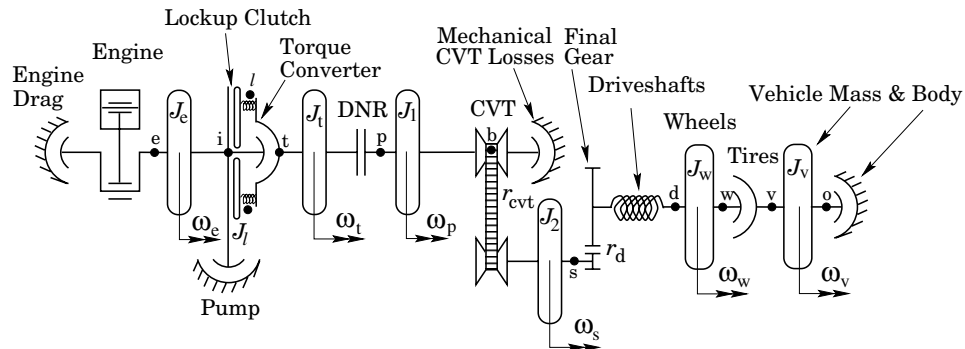 Lockup Clutch
Engine
Torque
Converter
Mechanical
CVT Losses
Final
Gear
Engine
Drag
Driveshafts
Vehicle Mass & Body
DNR
CVT
Wheels
Tires
l
J_e
J_t
J_1
b
e
i
t
p
J_w
J_v
r_cvt
J_2
d
w
v
o
ω_e
J_l
ω_t
ω_p
r_d
s
Pump
ω_w
ω_v
ω_s